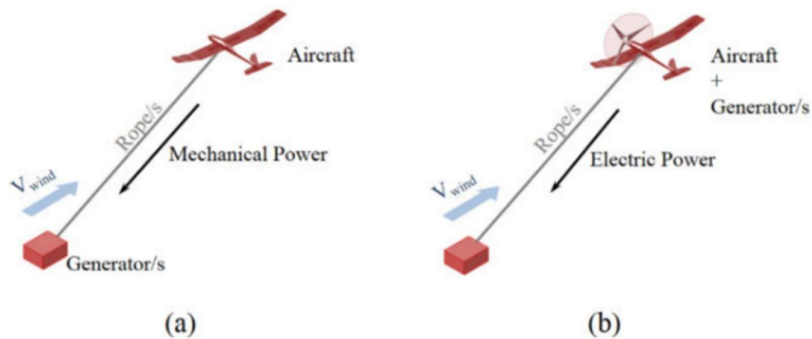 Aircraft
Rope/s
Mechanical Power
V wind
Generator/s
(a)
Aircraft
+
Generator/s
Rope/s
Electric Power
V wind
(b)